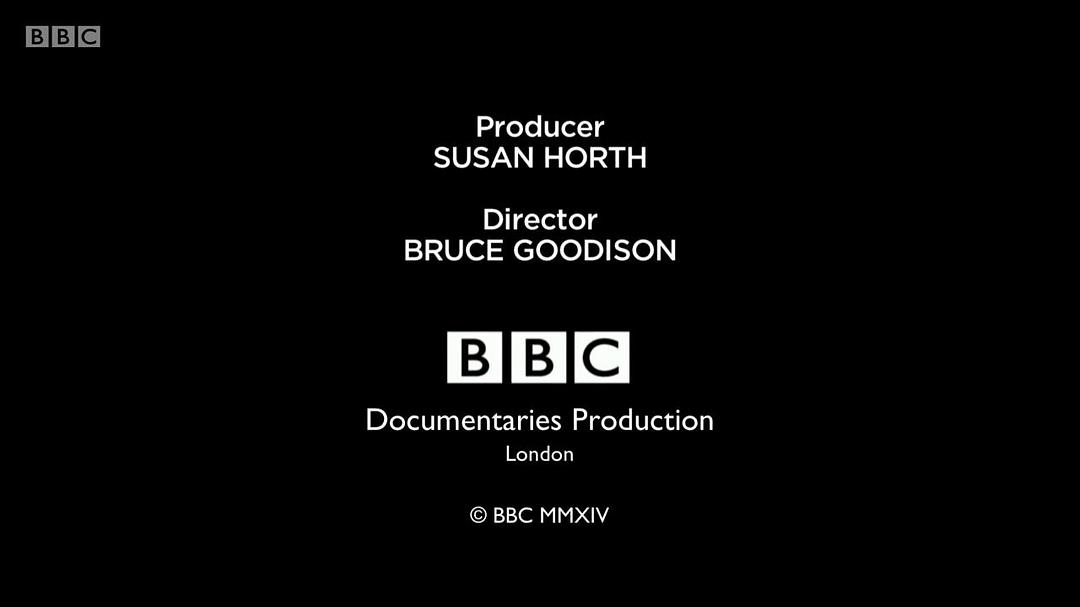 BBC
Producer
SUSAN HORTH
Director
BRUCE GOODISON
BBC
Documentaries Production
London
© BBC MMXIV